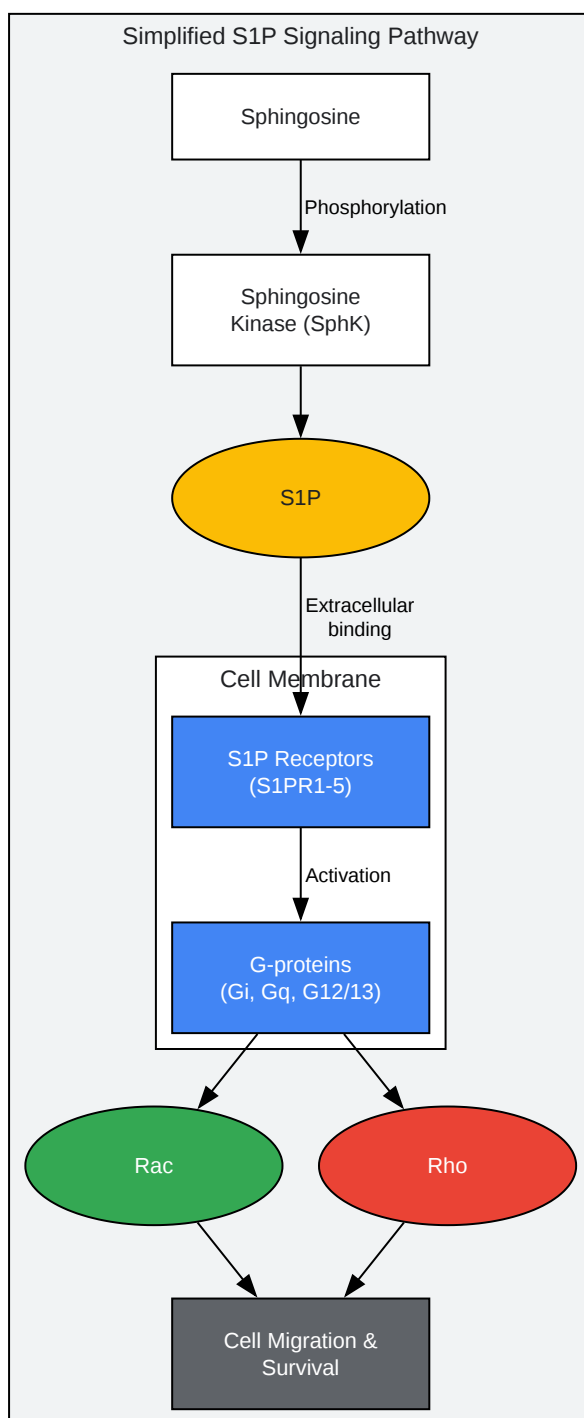 Simplified S1P Signaling Pathway
Sphingosine
Phosphorylation
Sphingosine
Kinase (SphK)
S1P
Extracellular
binding
Cell Membrane
S1P Receptors
(S1PR1-5)
Activation
G-proteins
(Gi, Gq, G12/13)
Rac
Rho
Cell Migration &
Survival